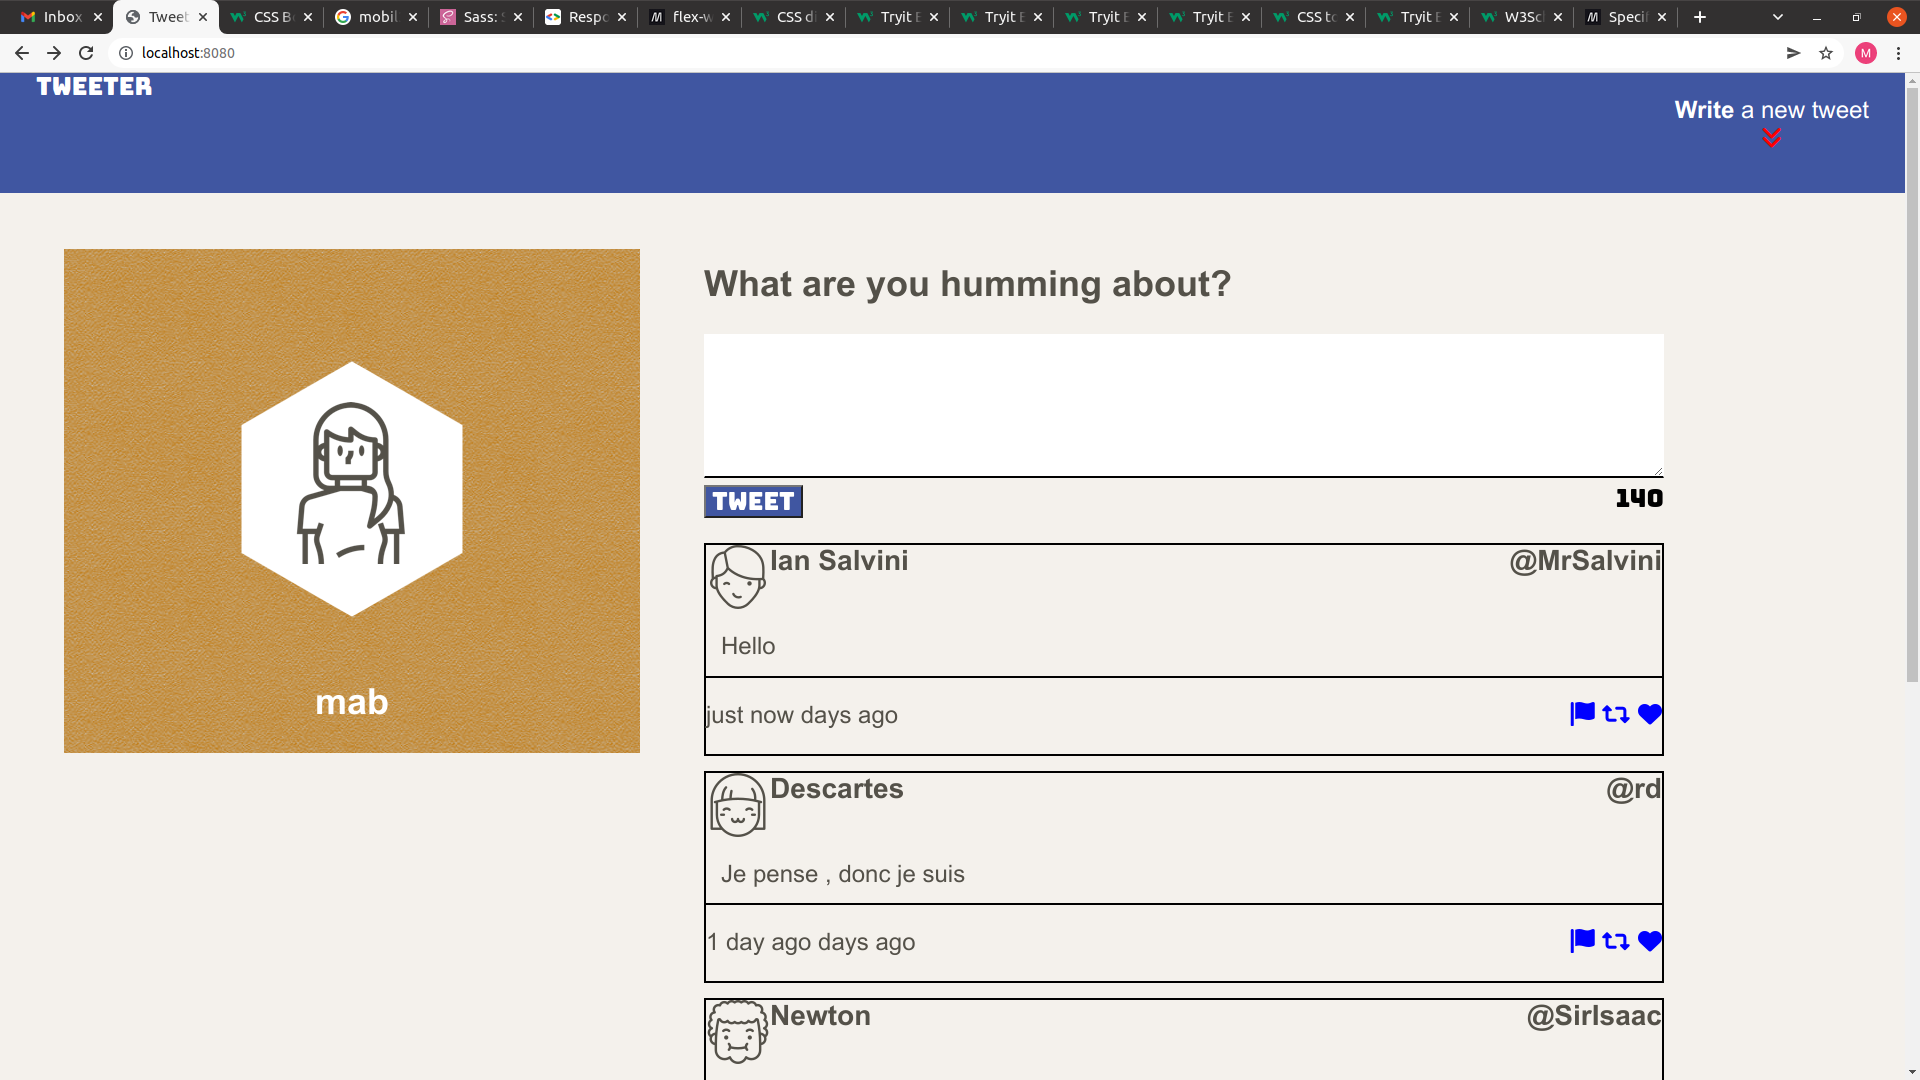 Inbox Tweet CSS B mobil Sass: Respo flex-w CSS di Tryit E Tryit E Tryit E Tryit E CSS to Tryit E W3Sc Specif
localhost:8080 M
TWEETER
Write a new tweet
What are you humming about?
TWEET 140
Ian Salvini @MrSalvini
Hello
just now days ago
mab
Descartes @rd
Je pense , donc je suis
1 day ago days ago
Newton @SirIsaac